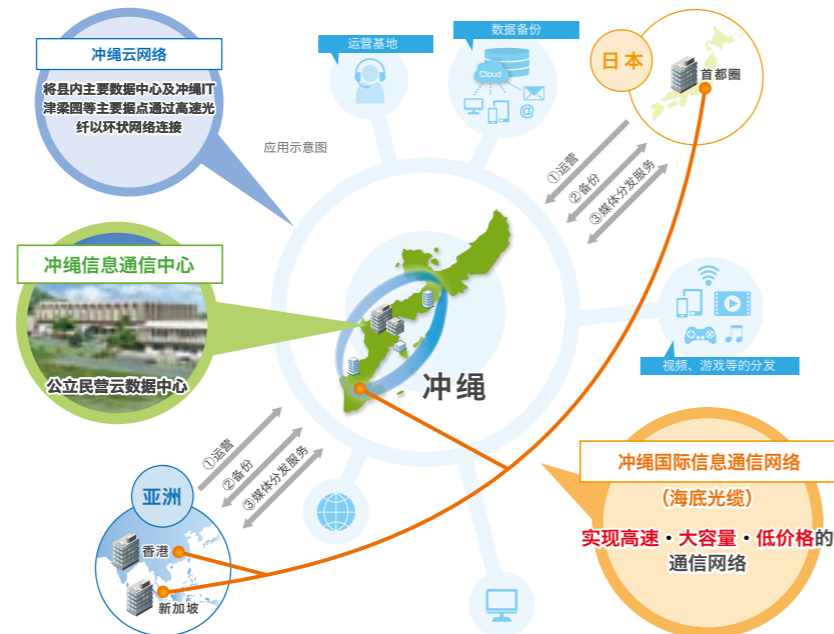 冲绳云网络
将县内主要数据中心及冲绳IT
津梁园等主要据点通过高速光
纤以环状网络连接
运营基地
数据备份
Cloud
@
日本
首都圈
应用示意图
①运营
②备份
③媒体分发服务
冲绳信息通信中心
公立民营云数据中心
冲绳
视频、游戏等的分发
①运营
②备份
③媒体分发服务
亚洲
香港
新加坡
冲绳国际信息通信网络
（海底光缆）
实现高速・大容量・低价格的
通信网络